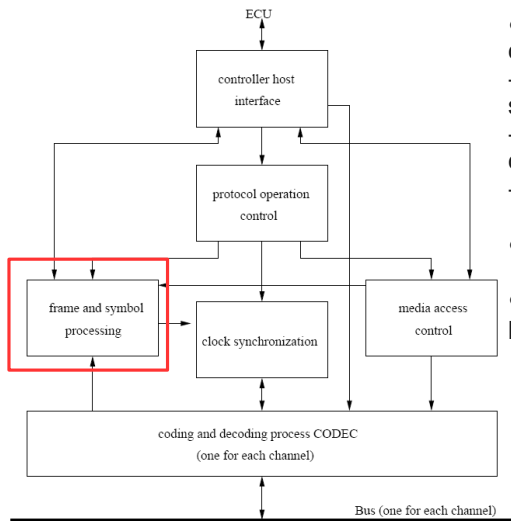 ECU
controller host
interface
protocol operation
control
frame and symbol
processing
clock synchronization
media access
control
coding and decoding process CODEC
(one for each channel)
Bus (one for each channel)